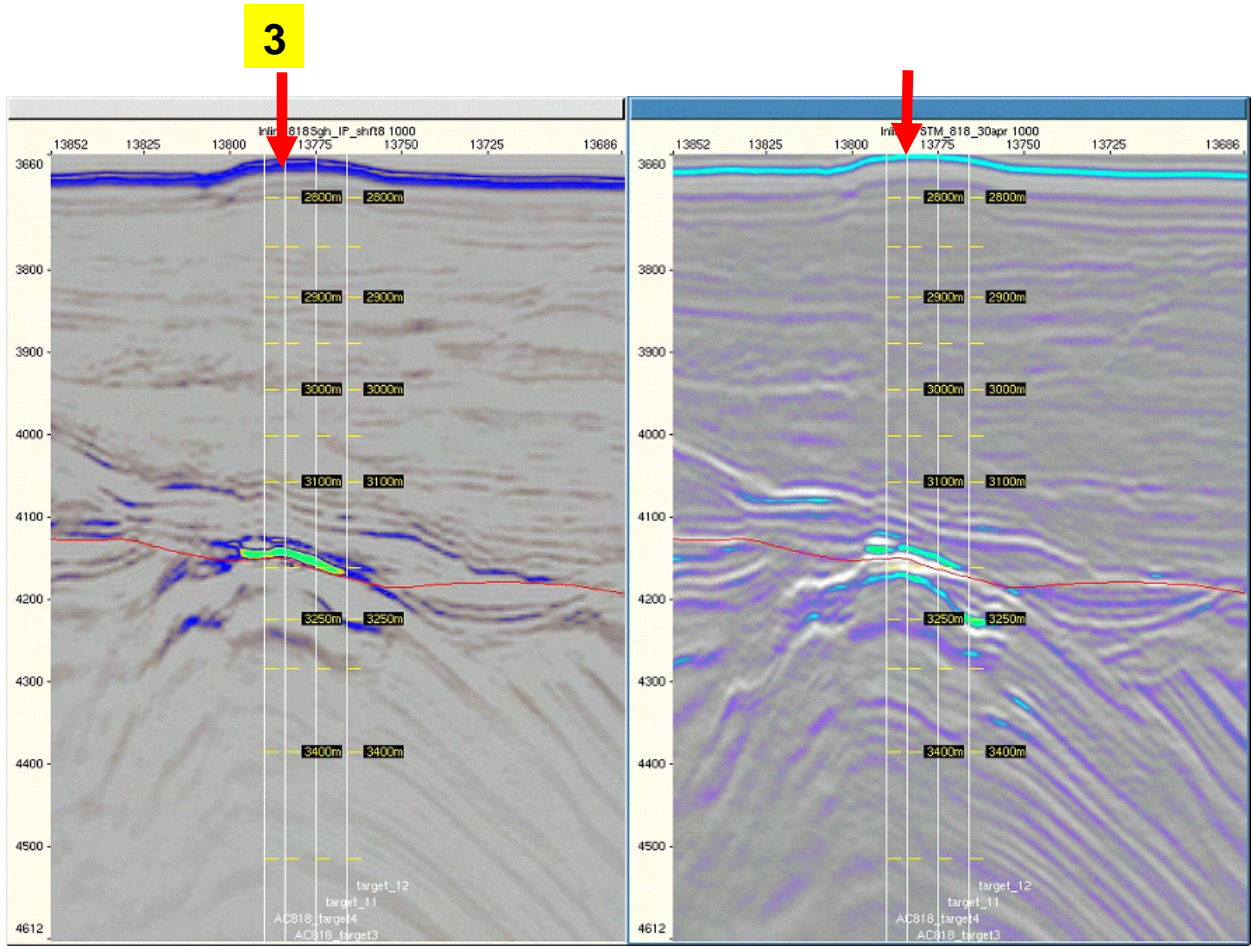 3
Inline 818Sgh_IP_shft8 1000
13852 13825 13800 13775 13750 13725 13686
3660
2800m 2800m
3800
2900m 2900m
3900
3000m 3000m
4000
3100m 3100m
4100
4200
3250m 3250m
4300
3400m 3400m
4400
4500
target_12
target_11
AC818_target4
4612
AC818_target3
STM_818_30apr 1000
13852 13825 13800 13775 13750 13725 13686
3660
2800m 2800m
3800
2900m 2900m
3900
3000m 3000m
4000
3100m 3100m
4100
4200
3250m 3250m
4300
3400m 3400m
4400
4500
target_12
target_11
AC818_target4
4612
AC818_target3